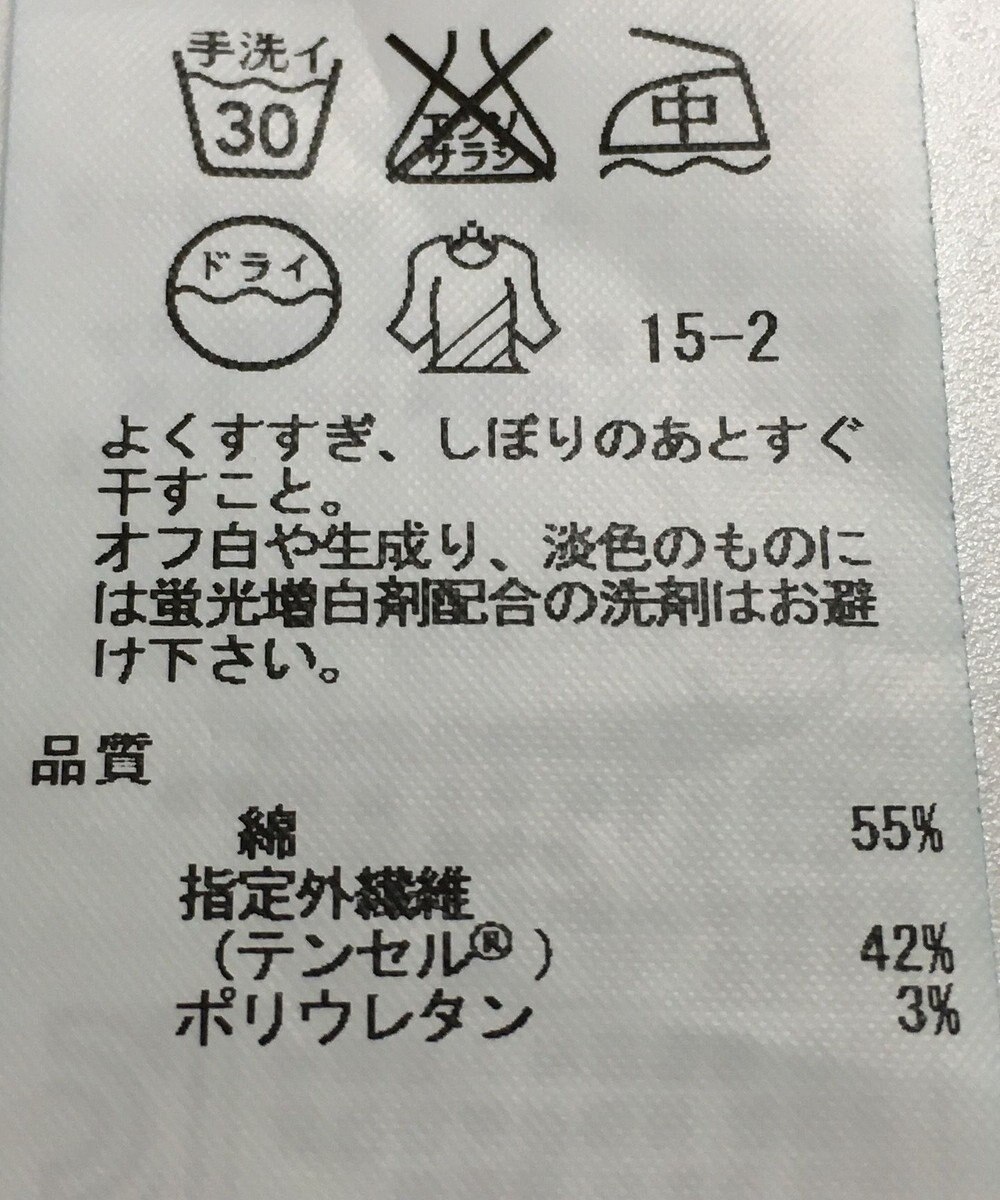 手洗イ
30
エンソ
サラシ
中
ドライ
15-2
よくすすぎ、しぼりのあとすぐ
干すこと。
オフ白や生成り、淡色のものに
は蛍光増白剤配合の洗剤はお避
け下さい。
品質
綿 55%
指定外繊維
(テンセル®) 42%
ポリウレタン 3%